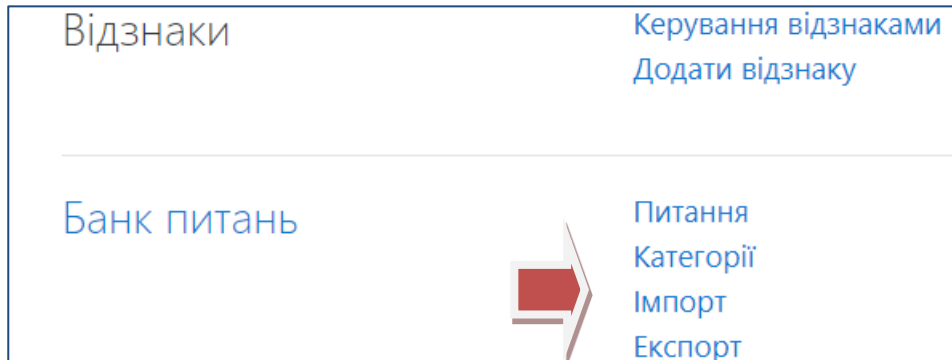 Відзнаки
Керування відзнаками
Додати відзнаку
Банк питань
Питання
Категорії
Імпорт
Експорт